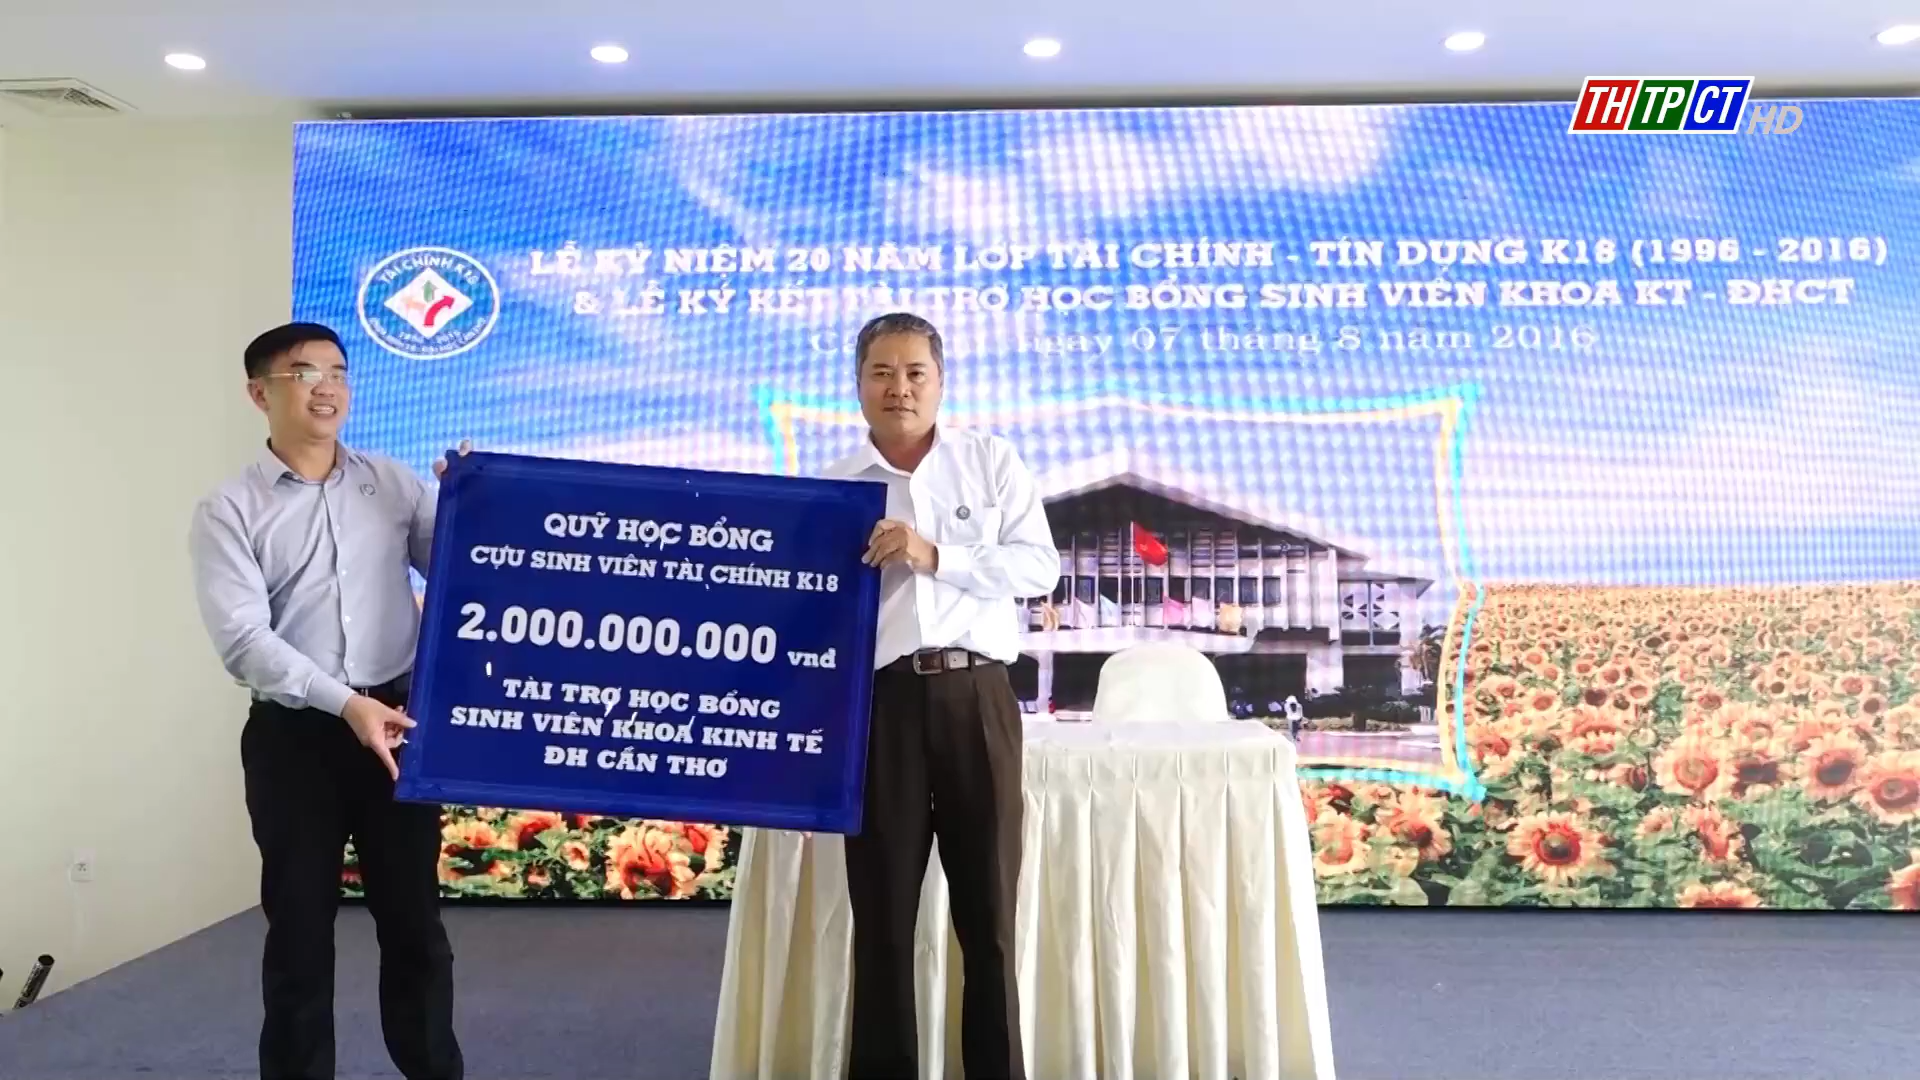 THTPCT HD
LỄ KỶ NIỆM 20 NĂM LỚP TÀI CHÍNH - TÍN DỤNG K18 (1996 - 2016)
& LỄ KÝ KẾT TÀI TRỢ HỌC BỔNG SINH VIÊN KHOA KT - ĐHCT
ngày 07 tháng 8 năm 2016
TÀI CHÍNH K18
1996 - 2016
QUỸ HỌC BỔNG
CỰU SINH VIÊN TÀI CHÍNH K18
2.000.000.000 vnđ
TÀI TRỢ HỌC BỔNG
SINH VIÊN KHOA KINH TẾ
ĐH CẦN THƠ